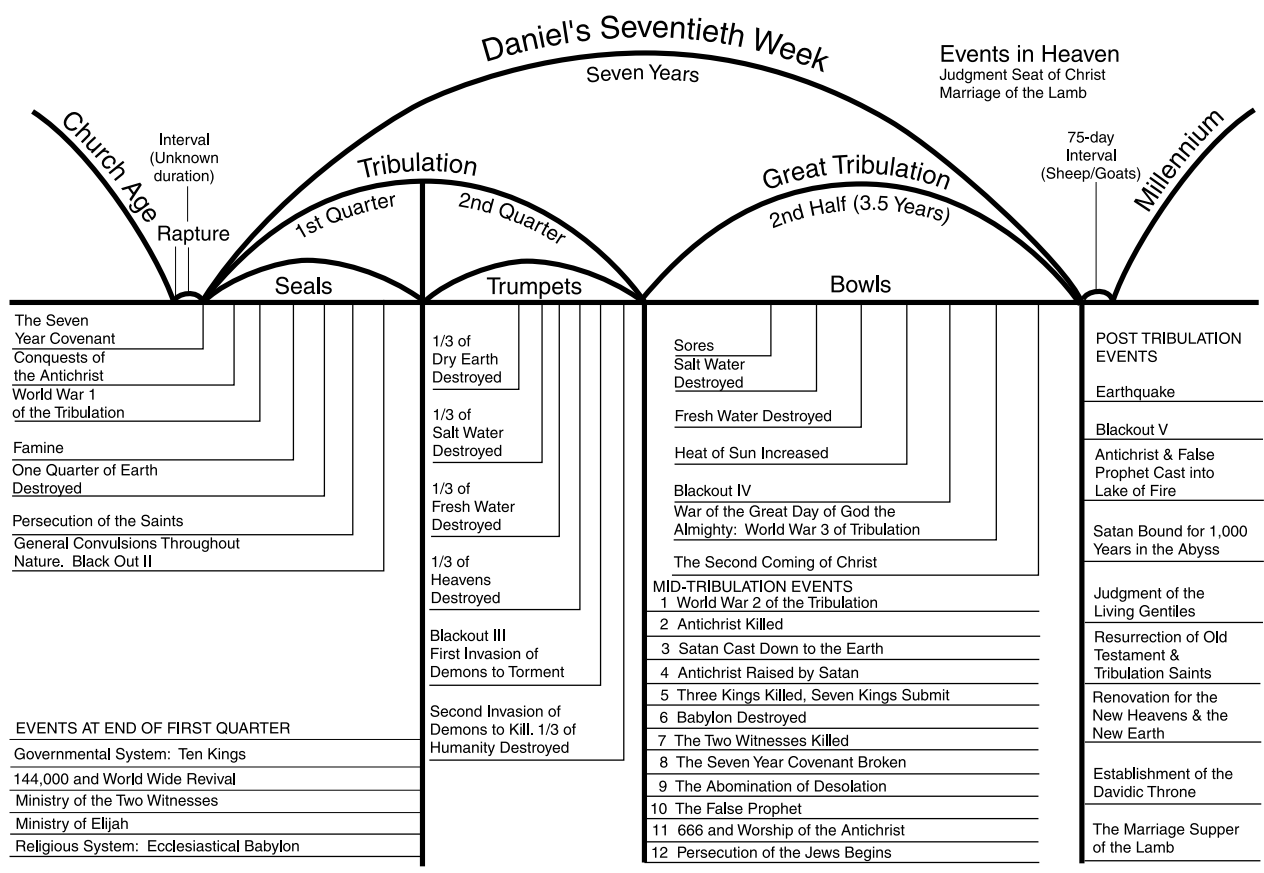 Daniel's Seventieth Week
Seven Years
Events in Heaven
Judgment Seat of Christ
Marriage of the Lamb
Church Age
Interval
(Unknown
duration)
Rapture
Tribulation
1st Quarter
2nd Quarter
Great Tribulation
2nd Half (3.5 Years)
75-day
Interval
(Sheep/Goats)
Millennium
Seals
Trumpets
Bowls
The Seven
Year Covenant
Conquests of
the Antichrist
World War 1
of the Tribulation
Famine
One Quarter of Earth
Destroyed
Persecution of the Saints
General Convulsions Throughout
Nature. Black Out II
EVENTS AT END OF FIRST QUARTER
Governmental System: Ten Kings
144,000 and World Wide Revival
Ministry of the Two Witnesses
Ministry of Elijah
Religious System: Ecclesiastical Babylon
1/3 of
Dry Earth
Destroyed
1/3 of
Salt Water
Destroyed
1/3 of
Fresh Water
Destroyed
1/3 of
Heavens
Destroyed
Blackout III
First Invasion of
Demons to Torment
Second Invasion of
Demons to Kill. 1/3 of
Humanity Destroyed
Sores
Salt Water
Destroyed
Fresh Water Destroyed
Heat of Sun Increased
Blackout IV
War of the Great Day of God the
Almighty: World War 3 of Tribulation
The Second Coming of Christ
MID-TRIBULATION EVENTS
1 World War 2 of the Tribulation
2 Antichrist Killed
3 Satan Cast Down to the Earth
4 Antichrist Raised by Satan
5 Three Kings Killed, Seven Kings Submit
6 Babylon Destroyed
7 The Two Witnesses Killed
8 The Seven Year Covenant Broken
9 The Abomination of Desolation
10 The False Prophet
11 666 and Worship of the Antichrist
12 Persecution of the Jews Begins
POST TRIBULATION
EVENTS
Earthquake
Blackout V
Antichrist & False
Prophet Cast into
Lake of Fire
Satan Bound for 1,000
Years in the Abyss
Judgment of the
Living Gentiles
Resurrection of Old
Testament &
Tribulation Saints
Renovation for the
New Heavens & the
New Earth
Establishment of the
Davidic Throne
The Marriage Supper
of the Lamb